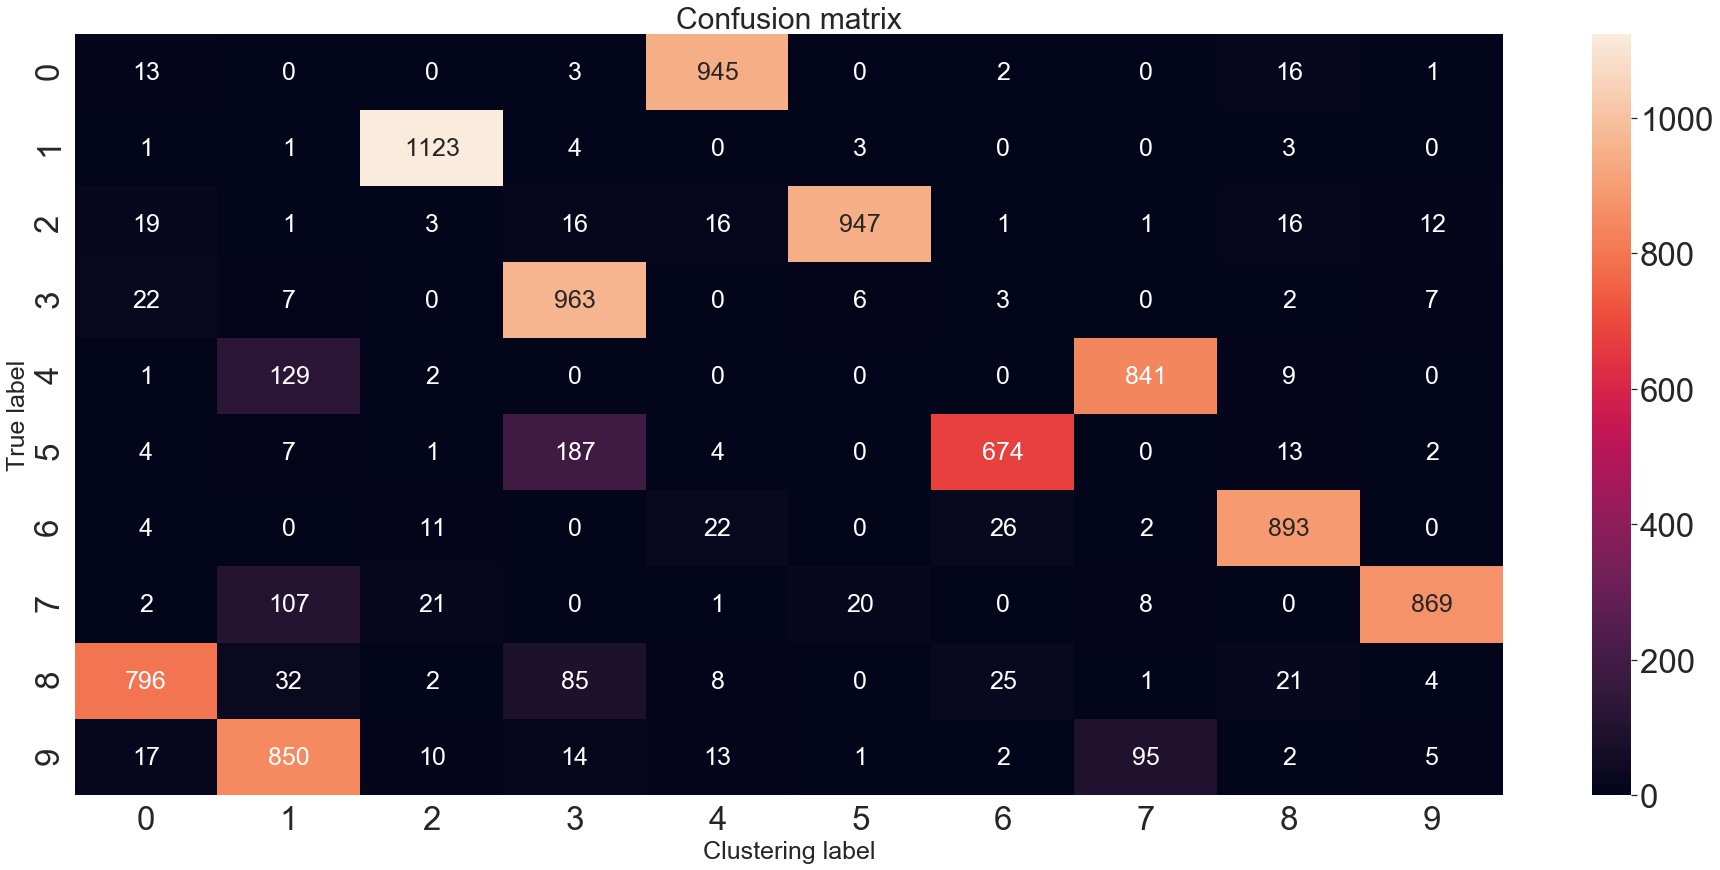 Confusion matrix
0 13 0 0 3 945 0 2 0 16 1
1 1 1 1123 4 0 3 0 0 3 0
2 19 1 3 16 16 947 1 1 16 12
3 22 7 0 963 0 6 3 0 2 7
4 1 129 2 0 0 0 0 841 9 0
5 4 7 1 187 4 0 674 0 13 2
6 4 0 11 0 22 0 26 2 893 0
7 2 107 21 0 1 20 0 8 0 869
8 796 32 2 85 8 0 25 1 21 4
9 17 850 10 14 13 1 2 95 2 5
0 1 2 3 4 5 6 7 8 9
Clustering label
True label
1000
800
600
400
200
0